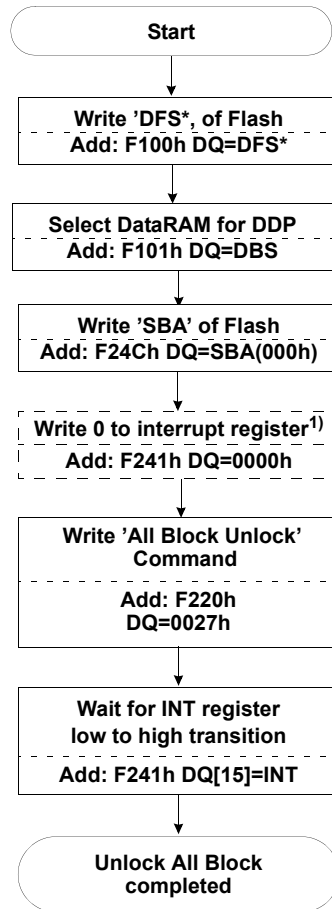 Start
Write ’DFS*, of Flash
Add: F100h DQ=DFS*
Select DataRAM for DDP
Add: F101h DQ=DBS
Write ’SBA’ of Flash
Add: F24Ch DQ=SBA(000h)
Write 0 to interrupt register1)
Add: F241h DQ=0000h
Write ’All Block Unlock’
Command
Add: F220h
DQ=0027h
Wait for INT register
low to high transition
Add: F241h DQ[15]=INT
Unlock All Block
completed